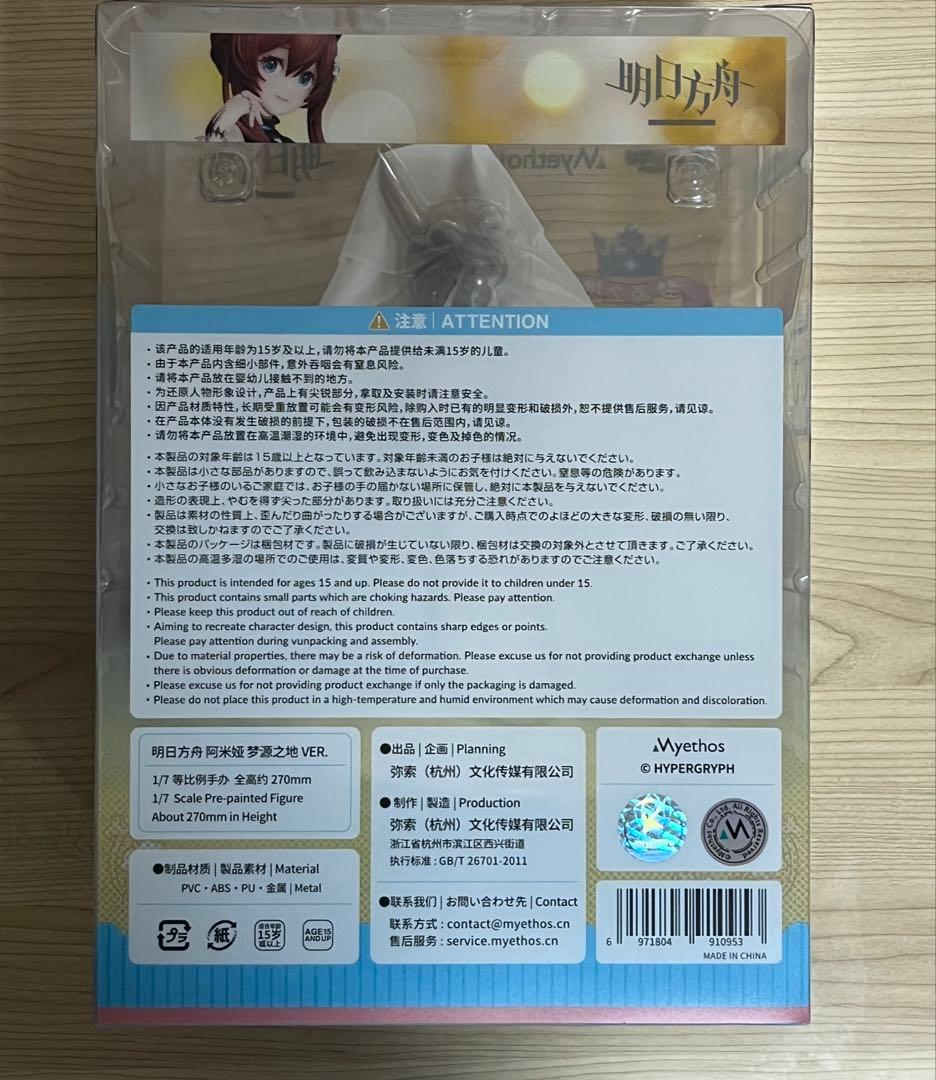 明日方舟
Myethos
注意 | ATTENTION
・该产品的适用年龄为15岁及以上,请勿将本产品提供给未满15岁的儿童。
・由于本产品内含细小部件,意外吞咽会有窒息风险。
・请将本产品放在婴幼儿接触不到的地方。
・为还原人物形象设计,产品上有尖锐部分,拿取及安装时请注意安全。
・因产品材质特性,长期受重放置可能会有变形风险,除购入时已有的明显变形和破损外,恕不提供售后服务,请见谅。
・在产品本体没有发生破损的前提下,包装的破损不在售后范围内,请见谅。
・请勿将本产品放置在高温潮湿的环境中,避免出现变形,变色及掉色的情况。
・本製品の対象年齢は15歳以上となっています。対象年齢未満のお子様は絶対に与えないでください。
・本製品は小さな部品がありますので、誤って飲み込まないようにお気を付けください。窒息等の危険があります。
・小さなお子様のいるご家庭では、お子様の手の届かない場所に保管し、絶対に本製品を与えないでください。
・造形の表現上、やむを得ず尖った部分があります。取り扱いには充分ご注意ください。
・製品は素材の性質上、歪んだり曲がったりする場合がございますが、ご購入時点でのよほどの大きな変形、破損の無い限り、
交換は致しかねますのでご了承ください。
・本製品のパッケージは梱包材です。製品に破損が生じていない限り、梱包材は交換の対象外とさせて頂きます。ご了承ください。
・本製品の高温多湿の場所でのご使用は、変質や変形、変色、色落ちする恐れがありますのでご注意ください。
• This product is intended for ages 15 and up. Please do not provide it to children under 15.
• This product contains small parts which are choking hazards. Please pay attention.
• Please keep this product out of reach of children.
• Aiming to recreate character design, this product contains sharp edges or points.
Please pay attention during vunpacking and assembly.
• Due to material properties, there may be a risk of deformation. Please excuse us for not providing product exchange unless
there is obvious deformation or damage at the time of purchase.
• Please excuse us for not providing product exchange if only the packaging is damaged.
• Please do not place this product in a high-temperature and humid environment which may cause deformation and discoloration.
明日方舟 阿米娅 梦源之地 VER.
1/7 等比例手办 全高约 270mm
1/7 Scale Pre-painted Figure
About 270mm in Height
●制品材质 | 製品素材 | Material
PVC・ABS・PU・金属 | Metal
プラ
紙
适合年龄
15岁
或以上
AGE 15
AND UP
●出品 | 企画 | Planning
弥索（杭州）文化传媒有限公司
●制作 | 製造 | Production
弥索（杭州）文化传媒有限公司
浙江省杭州市滨江区西兴街道
执行标准 : GB/T 26701-2011
●联系我们 | お問い合わせ先 | Contact
联系方式 : contact@myethos.cn
售后服务 : service.myethos.cn
Myethos
© HYPERGRYPH
©Myethos Co., Ltd. All Rights Reserved
6 971804 910953
MADE IN CHINA